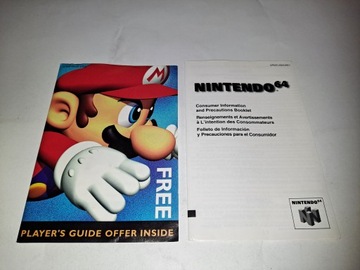 M
FREE
PLAYER'S GUIDE OFFER INSIDE
NINTENDO64
Consumer Information
and Precautions Booklet
Renseignements et Avertissements
à L'intention des Consommateurs
Folleto de Información
y Precauciones para el Consumidor
NINTENDO64